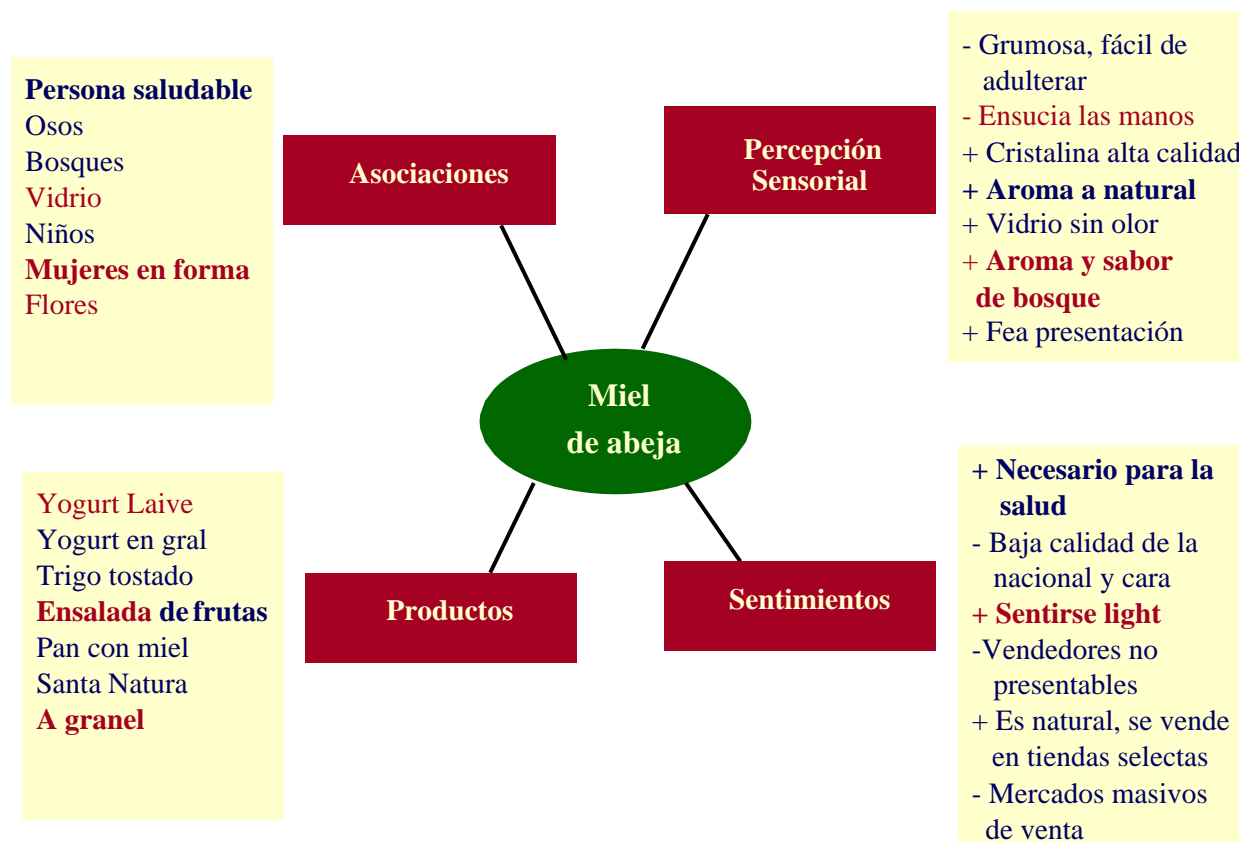 Persona saludable
Osos
Bosques
Vidrio
Niños
Mujeres en forma
Flores
Asociaciones
Percepción
Sensorial
- Grumosa, fácil de
adulterar
- Ensucia las manos
+ Cristalina alta calidad
+ Aroma a natural
+ Vidrio sin olor
+ Aroma y sabor
de bosque
+ Fea presentación
Miel
de abeja
Yogurt Laive
Yogurt en gral
Trigo tostado
Ensalada de frutas
Pan con miel
Santa Natura
A granel
Productos
Sentimientos
+ Necesario para la
salud
- Baja calidad de la
nacional y cara
+ Sentirse light
-Vendedores no
presentables
+ Es natural, se vende
en tiendas selectas
- Mercados masivos
de venta